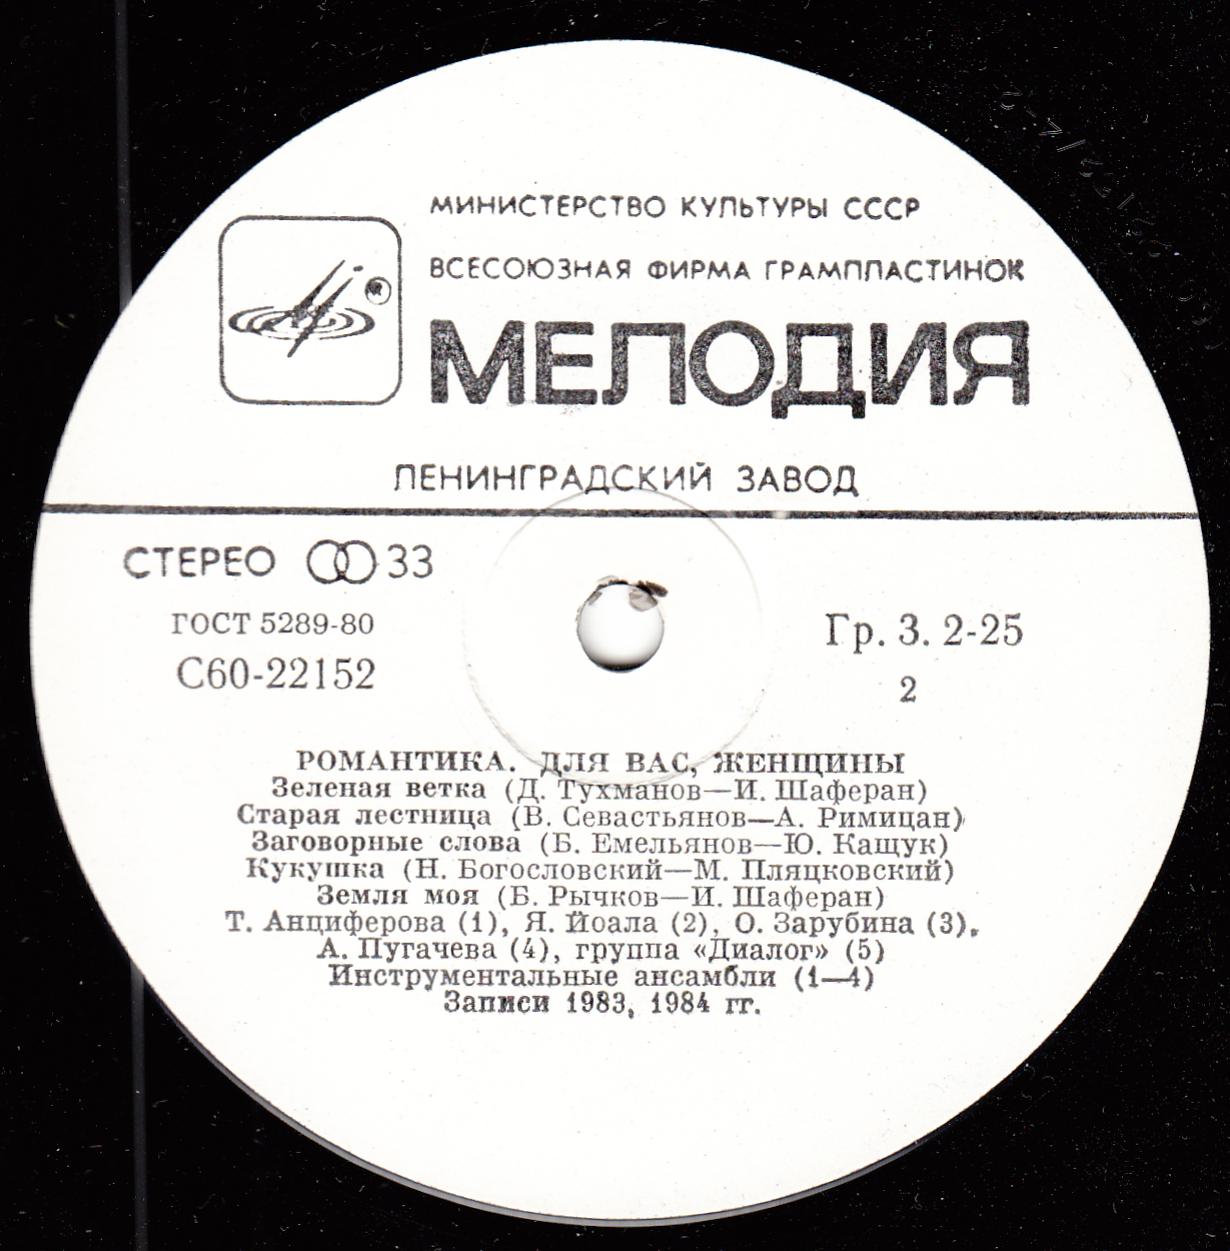 МИНИСТЕРСТВО КУЛЬТУРЫ СССР
ВСЕСОЮЗНАЯ ФИРМА ГРАМПЛАСТИНОК
МЕЛОДИЯ
ЛЕНИНГРАДСКИЙ ЗАВОД
СТЕРЕО 33
ГОСТ 5289-80
С60-22152
Гр. 3. 2-25
2
РОМАНТИКА. ДЛЯ ВАС, ЖЕНЩИНЫ
Зеленая ветка (Д. Тухманов—И. Шаферан)
Старая лестница (В. Севастьянов—А. Римицан)
Заговорные слова (Б. Емельянов—Ю. Кащук)
Кукушка (Н. Богословский—М. Пляцковский)
Земля моя (Б. Рычков—И. Шаферан)
Т. Анциферова (1), Я. Йоала (2), О. Зарубина (3),
А. Пугачева (4), группа «Диалог» (5)
Инструментальные ансамбли (1—4)
Записи 1983, 1984 гг.